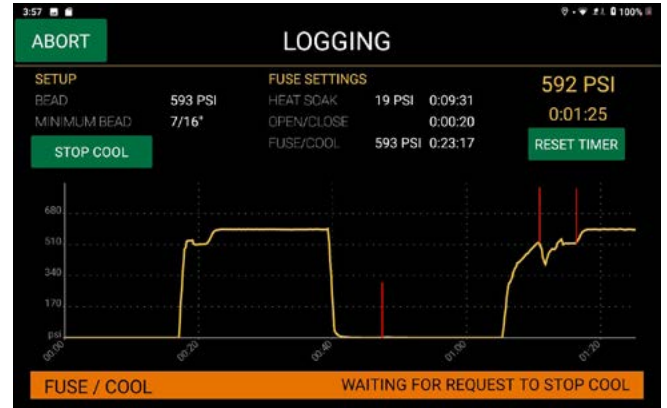 3:57
100%
ABORT
LOGGING
SETUP
BEAD 593 PSI
MINIMUM BEAD 7/16"
STOP COOL
FUSE SETTINGS
HEAT SOAK 19 PSI 0:09:31
OPEN/CLOSE 0:00:20
FUSE/COOL 593 PSI 0:23:17
592 PSI
0:01:25
RESET TIMER
680
510
340
170
psi
00:00
00:20
00:40
01:00
01:20
FUSE / COOL
WAITING FOR REQUEST TO STOP COOL